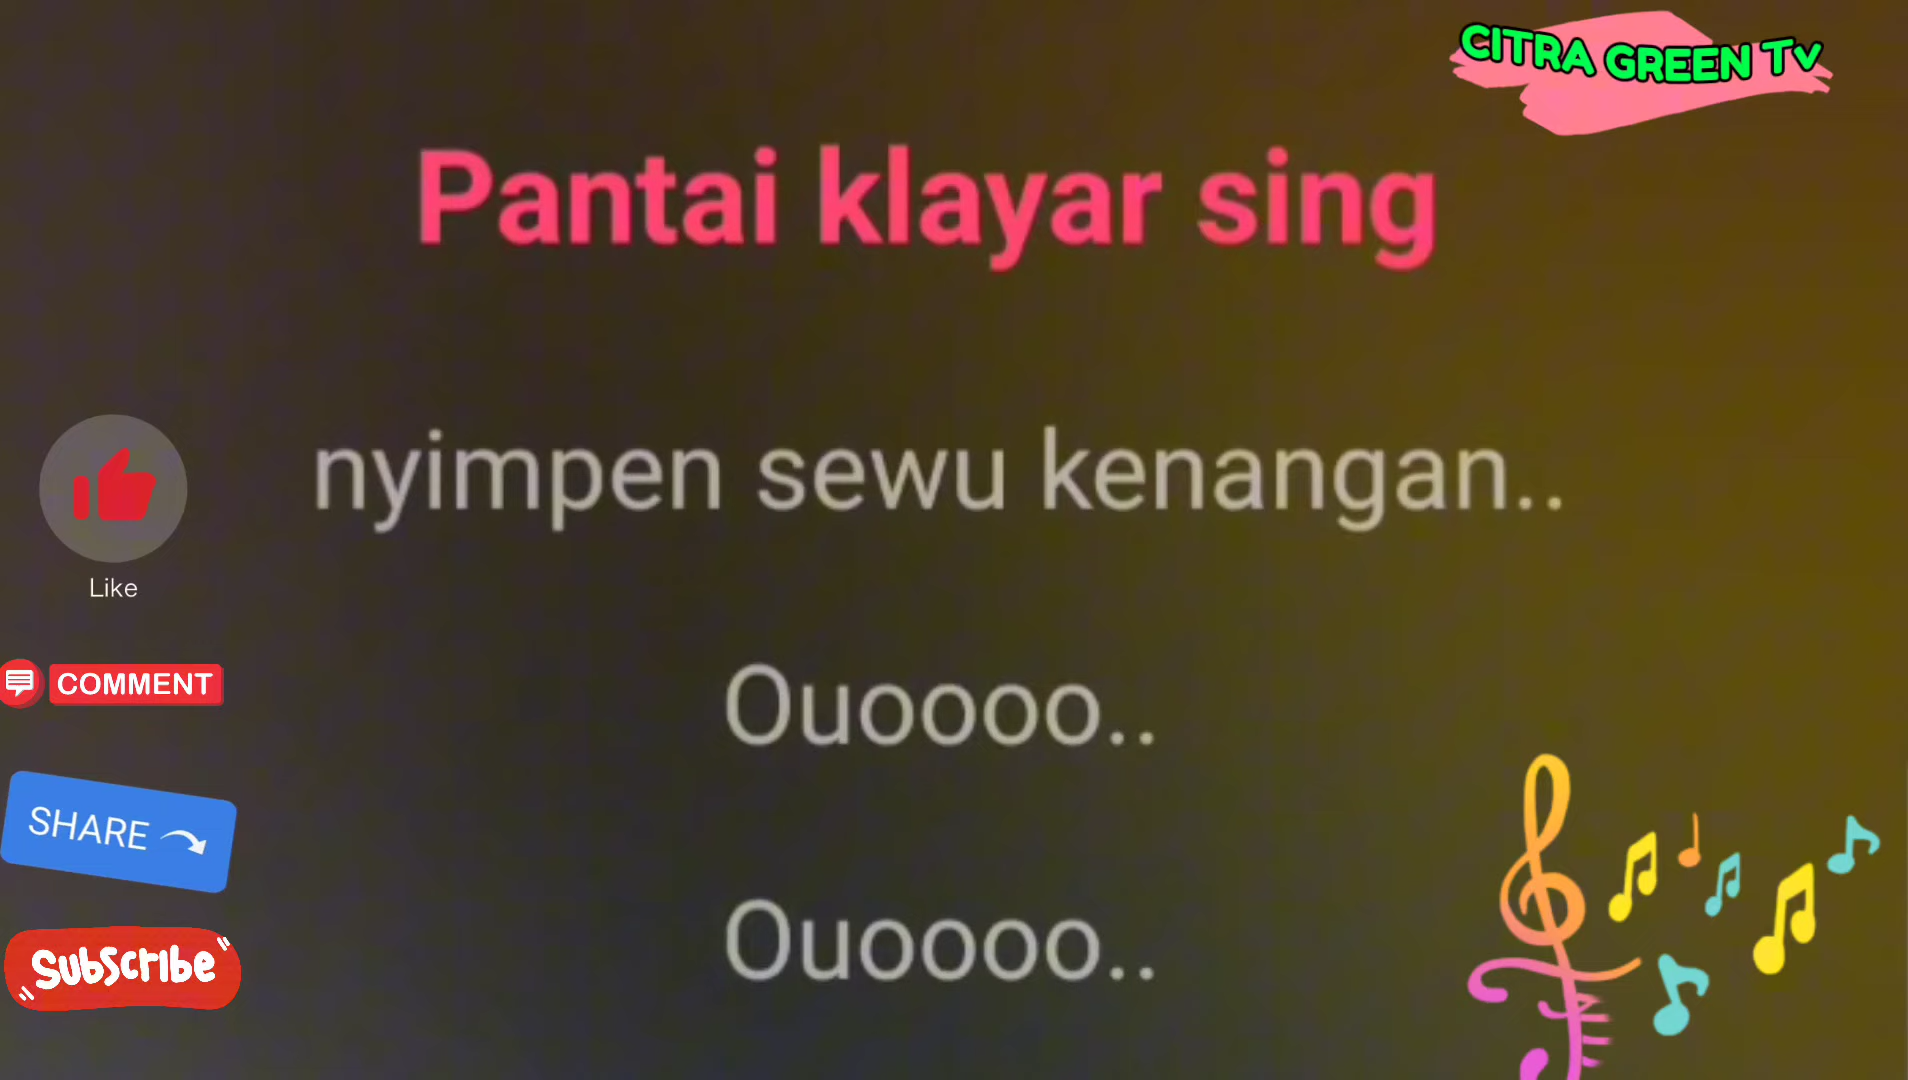 CITRA GREEN Tv
Pantai klayar sing
nyimpen sewu kenangan..
Ouoooo..
Ouoooo..
Like
COMMENT
SHARE
SUBSCRIBE